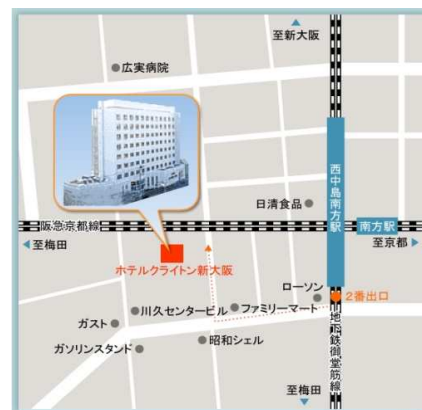 至新大阪
広実病院
日清食品
西中島南方駅
阪急京都線
南方駅
至梅田
至京都
ホテルクライトン新大阪
ローソン
2番出口
川久センタービル
ファミリーマート
ガスト
昭和シェル
ガソリンスタンド
地下鉄御堂筋線
至梅田